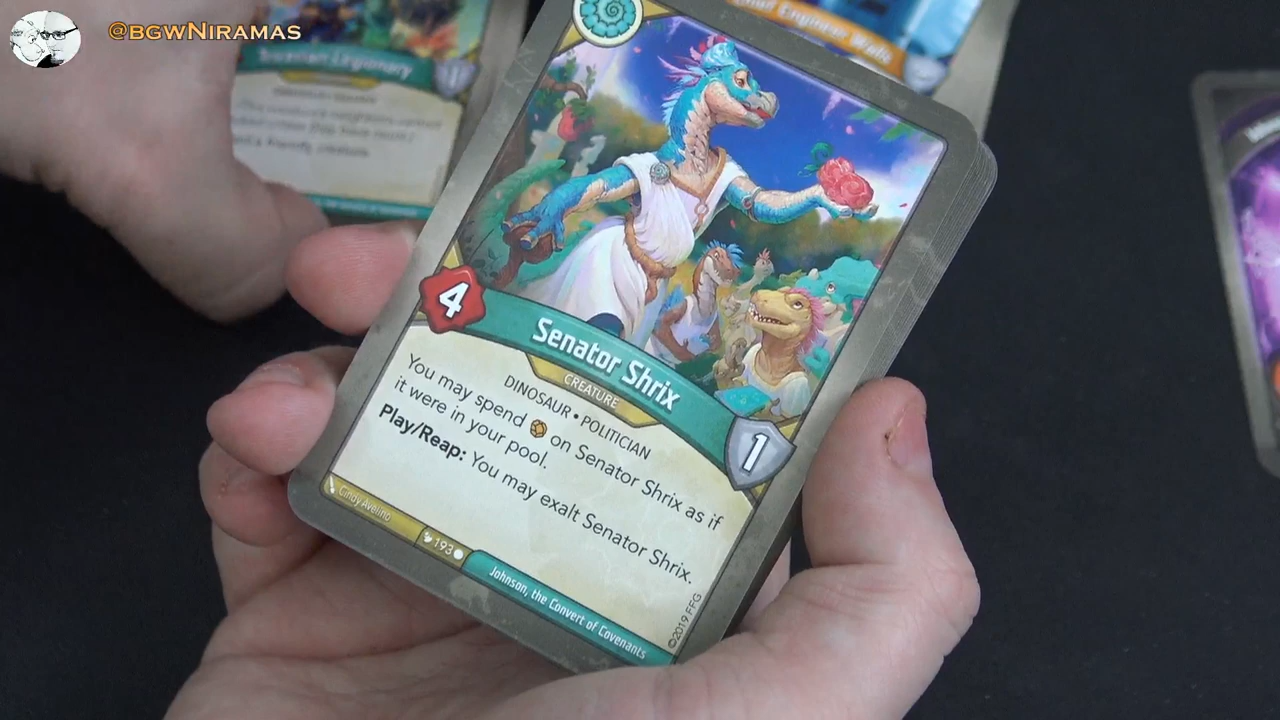 @BGWNIRAMAS
4
Senator Shrix
CREATURE
1
DINOSAUR • POLITICIAN
You may spend on Senator Shrix as if
it were in your pool.
Play/Reap: You may exalt Senator Shrix.
Cindy Avelino
193
Johnson, the Convert of Covenants
©2019 FFG